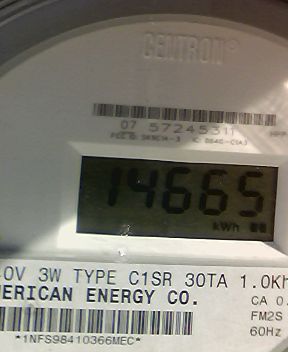 CENTRON®
07 57245311
14665
kWh
.0V 3W TYPE C1SR 30TA 1.0Kh
ERICAN ENERGY CO.
CA 0.
FM2S
60Hz
*1NFS98410366MEC*